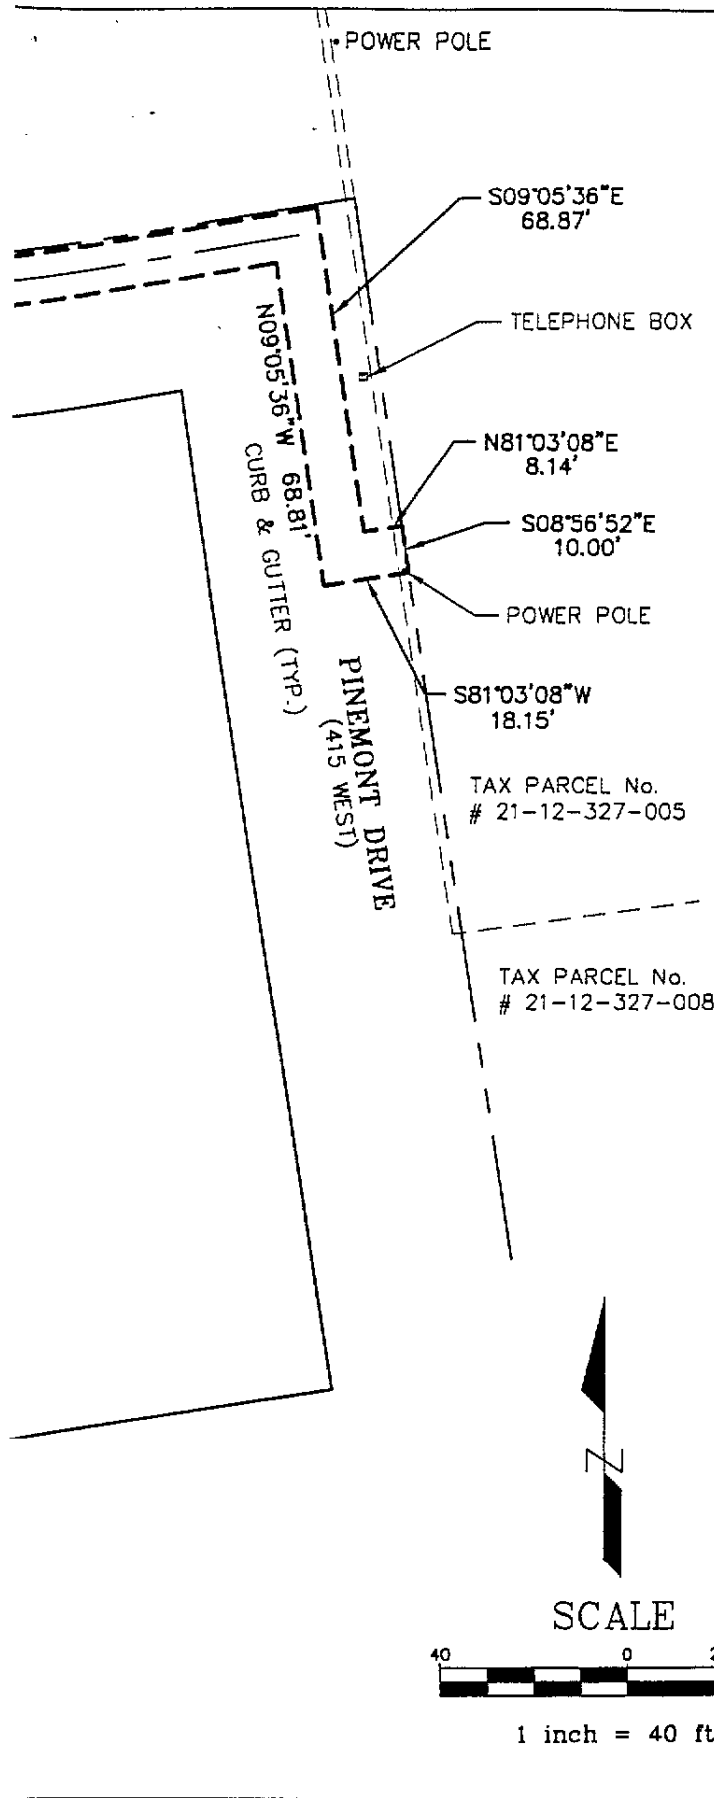 POWER POLE
S09°05'36"E
68.87'
TELEPHONE BOX
N09°05'36"W 68.81'
CURB & GUTTER (TYP.)
N81°03'08"E
8.14'
S08°56'52"E
10.00'
POWER POLE
S81°03'08"W
18.15'
PINEMONT DRIVE
(415 WEST)
TAX PARCEL No.
# 21-12-327-005
TAX PARCEL No.
# 21-12-327-008
N
SCALE
40 0 2
1 inch = 40 ft